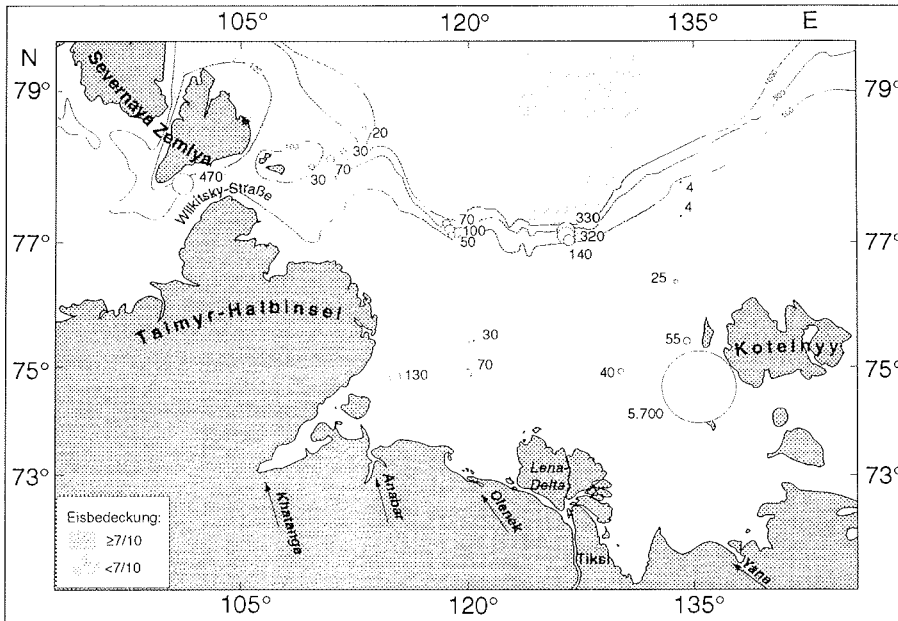 105° 120° 135° E
N
79° 79°
Severnaya Zemlya
20
30
70
30
470
Wilkitsky-Straße
4
4
70
100
50
330
320
140
77° 77°
25
Taimyr-Halbinsel
30
55
Kotelnyy
75° 75°
130
70
40
5.700
73° 73°
Lena-
Delta
Khatanga
Anabar
Olenek
Tiksi
Yana
Eisbedeckung:
≥7/10
<7/10
105° 120° 135°